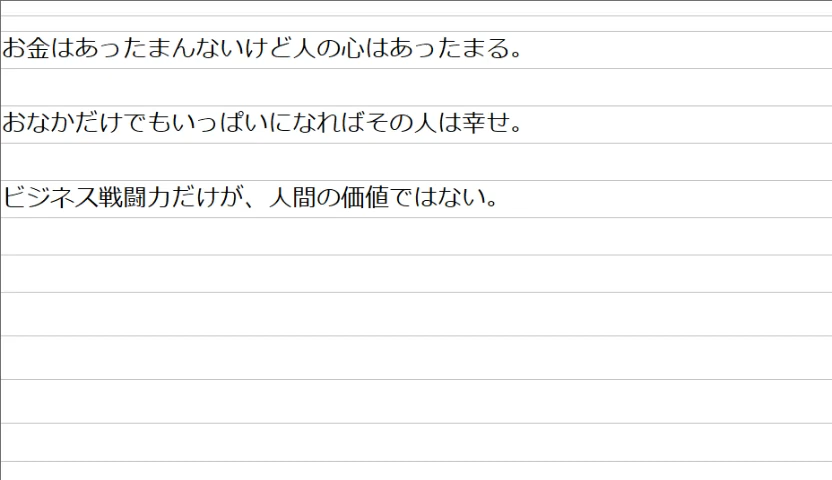 お金はあったまんないけど人の心はあったまる。
おなかだけでもいっぱいになればその人は幸せ。
ビジネス戦闘力だけが、人間の価値ではない。